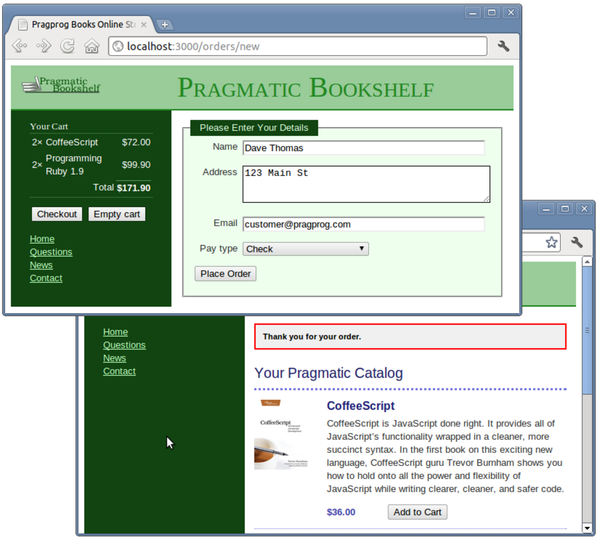 Pragprog Books Online St
localhost:3000/orders/new
Pragmatic
Bookshelf
PRAGMATIC BOOKSHELF
Your Cart
2× CoffeeScript $72.00
2× Programming Ruby 1.9 $99.90
Total $171.90
Checkout Empty cart
Home
Questions
News
Contact
Please Enter Your Details
Name Dave Thomas
Address 123 Main St
Email customer@pragprog.com
Pay type Check
Place Order
Home
Questions
News
Contact
Thank you for your order.
Your Pragmatic Catalog
CoffeeScript
CoffeeScript
CoffeeScript is JavaScript done right. It provides all of
JavaScript's functionality wrapped in a cleaner, more
succinct syntax. In the first book on this exciting new
language, CoffeeScript guru Trevor Burnham shows you
how to hold onto all the power and flexibility of
JavaScript while writing clearer, cleaner, and safer code.
$36.00 Add to Cart